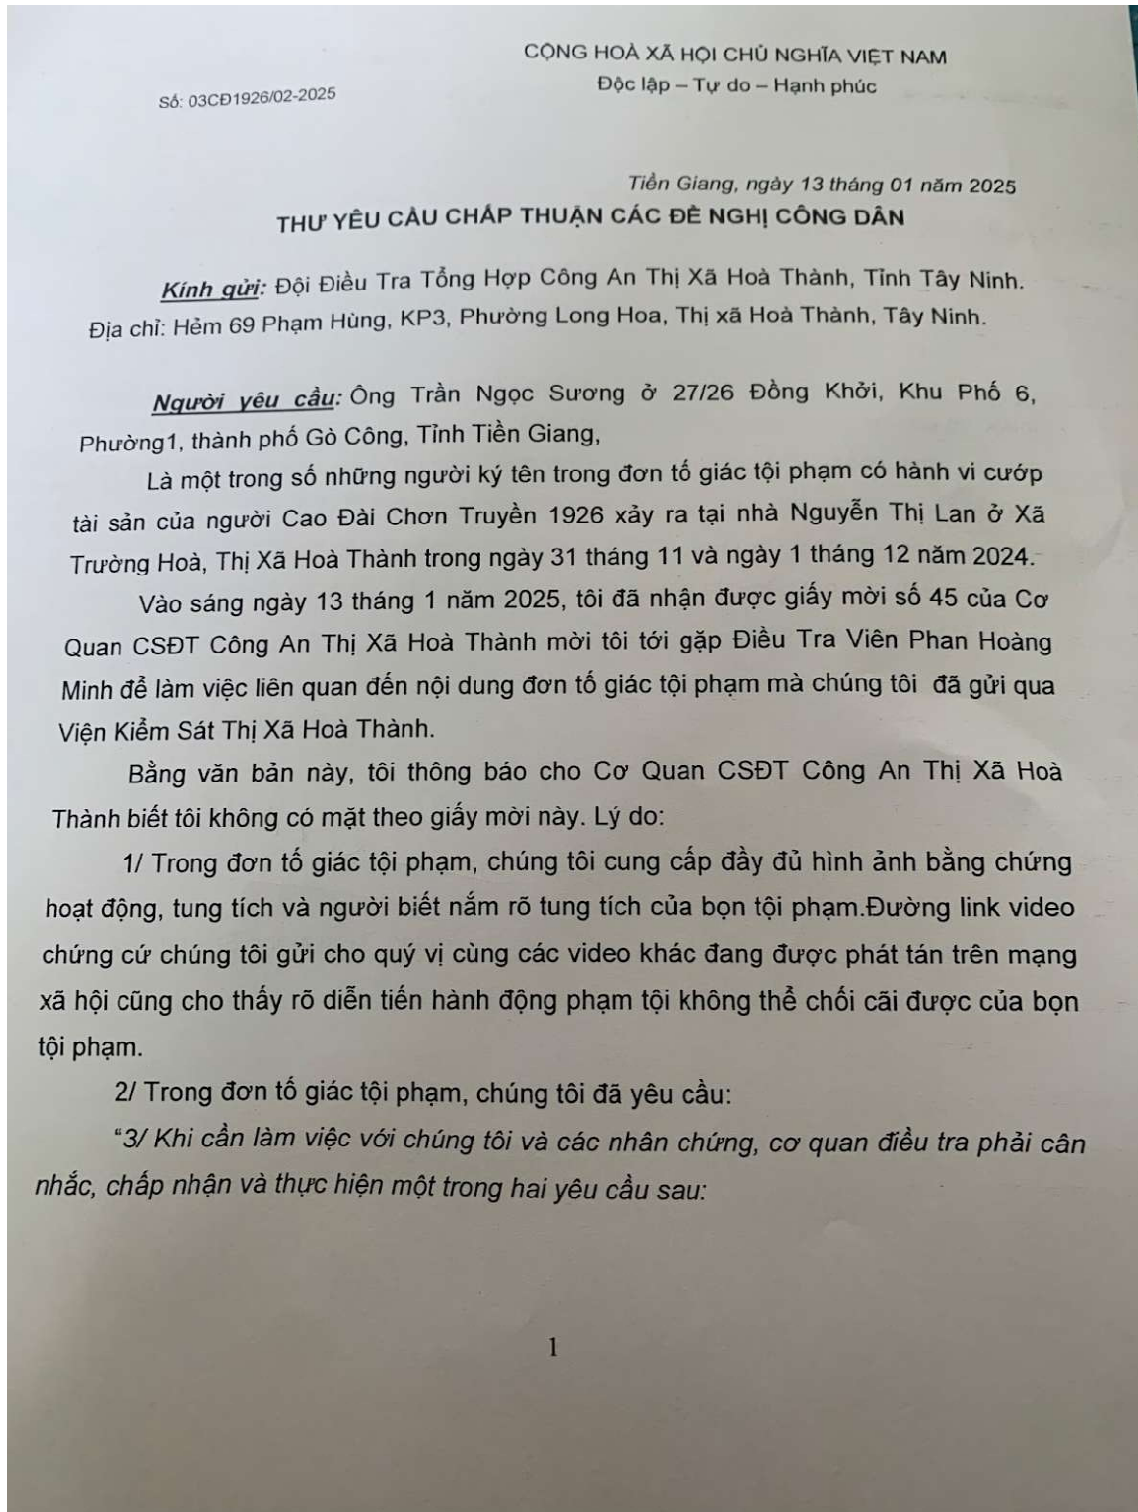 CỘNG HOÀ XÃ HỘI CHỦ NGHĨA VIỆT NAM
Độc lập – Tự do – Hạnh phúc
Số: 03CĐ1926/02-2025
Tiền Giang, ngày 13 tháng 01 năm 2025
THƯ YÊU CẦU CHẤP THUẬN CÁC ĐỀ NGHỊ CÔNG DÂN
Kính gửi: Đội Điều Tra Tổng Hợp Công An Thị Xã Hoà Thành, Tỉnh Tây Ninh.
Địa chỉ: Hẻm 69 Phạm Hùng, KP3, Phường Long Hoa, Thị xã Hoà Thành, Tây Ninh.
Người yêu cầu: Ông Trần Ngọc Sương ở 27/26 Đồng Khởi, Khu Phố 6,
Phường1, thành phố Gò Công, Tỉnh Tiền Giang,
Là một trong số những người ký tên trong đơn tố giác tội phạm có hành vi cướp
tài sản của người Cao Đài Chơn Truyền 1926 xảy ra tại nhà Nguyễn Thị Lan ở Xã
Trường Hoà, Thị Xã Hoà Thành trong ngày 31 tháng 11 và ngày 1 tháng 12 năm 2024.
Vào sáng ngày 13 tháng 1 năm 2025, tôi đã nhận được giấy mời số 45 của Cơ
Quan CSĐT Công An Thị Xã Hoà Thành mời tôi tới gặp Điều Tra Viên Phan Hoàng
Minh để làm việc liên quan đến nội dung đơn tố giác tội phạm mà chúng tôi đã gửi qua
Viện Kiểm Sát Thị Xã Hoà Thành.
Bằng văn bản này, tôi thông báo cho Cơ Quan CSĐT Công An Thị Xã Hoà
Thành biết tôi không có mặt theo giấy mời này. Lý do:
1/ Trong đơn tố giác tội phạm, chúng tôi cung cấp đầy đủ hình ảnh bằng chứng
hoạt động, tung tích và người biết nắm rõ tung tích của bọn tội phạm.Đường link video
chứng cứ chúng tôi gửi cho quý vị cùng các video khác đang được phát tán trên mạng
xã hội cũng cho thấy rõ diễn tiến hành động phạm tội không thể chối cãi được của bọn
tội phạm.
2/ Trong đơn tố giác tội phạm, chúng tôi đã yêu cầu:
“3/ Khi cần làm việc với chúng tôi và các nhân chứng, cơ quan điều tra phải cân
nhắc, chấp nhận và thực hiện một trong hai yêu cầu sau:
1